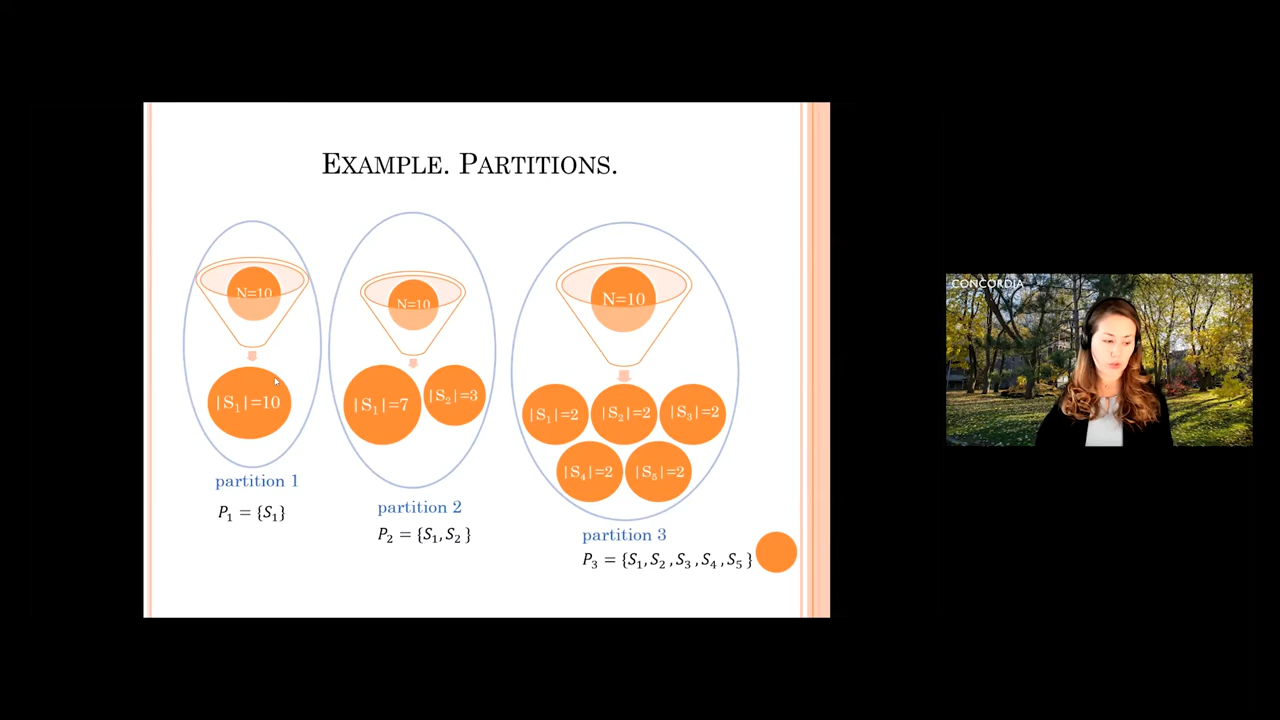 EXAMPLE. PARTITIONS.
N=10
|S₁|=10
partition 1
P₁ = {S₁}
N=10
|S₁|=7
|S₂|=3
partition 2
P₂ = {S₁, S₂ }
N=10
|S₁|=2
|S₂|=2
|S₃|=2
|S₄|=2
|S₅|=2
partition 3
P₃ = {S₁, S₂ , S₃ , S₄ , S₅ }
CONCORDIA